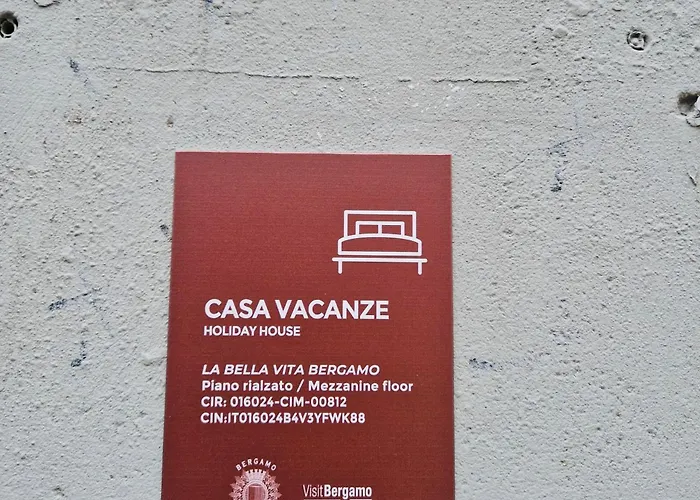 CASA VACANZE
HOLIDAY HOUSE
LA BELLA VITA BERGAMO
Piano rialzato / Mezzanine floor
CIR: 016024-CIM-00812
CIN:IT016024B4V3YFWK88
BERGAMO
VisitBergamo